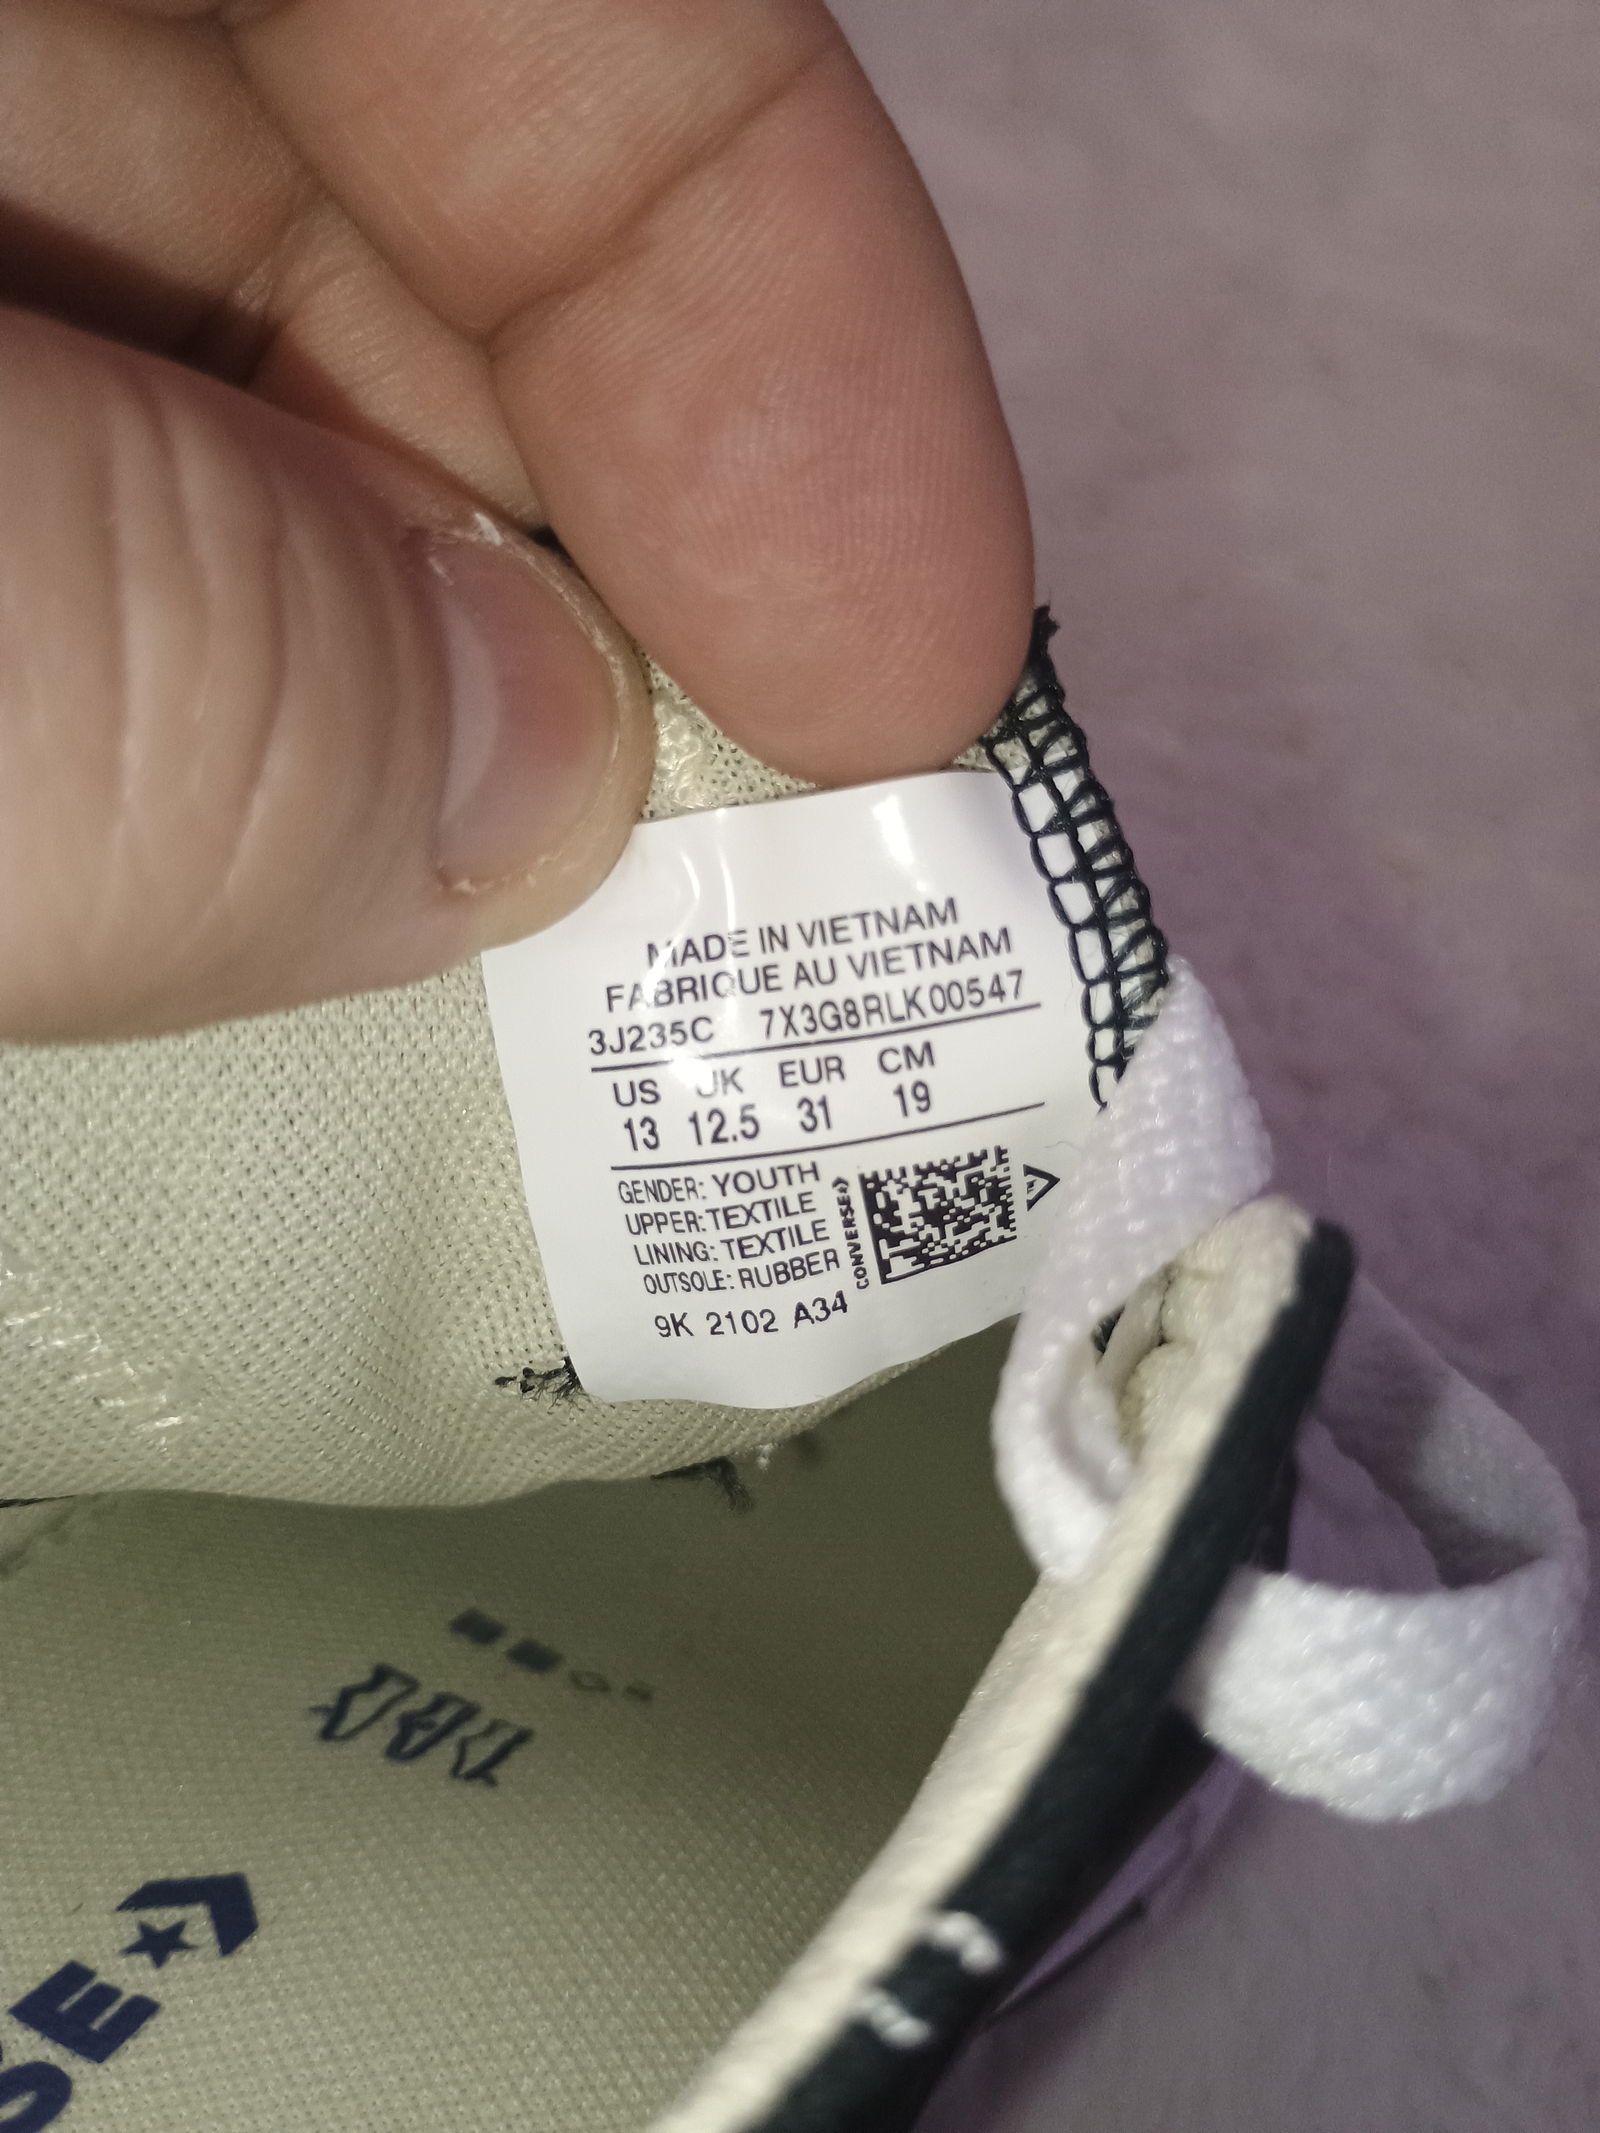 MADE IN VIETNAM
FABRIQUE AU VIETNAM
3J235C 7X3G8RLK00547
US UK EUR CM
13 12.5 31 19
GENDER: YOUTH
UPPER: TEXTILE
LINING: TEXTILE
OUTSOLE: RUBBER
CONVERSE
9K 2102 A34